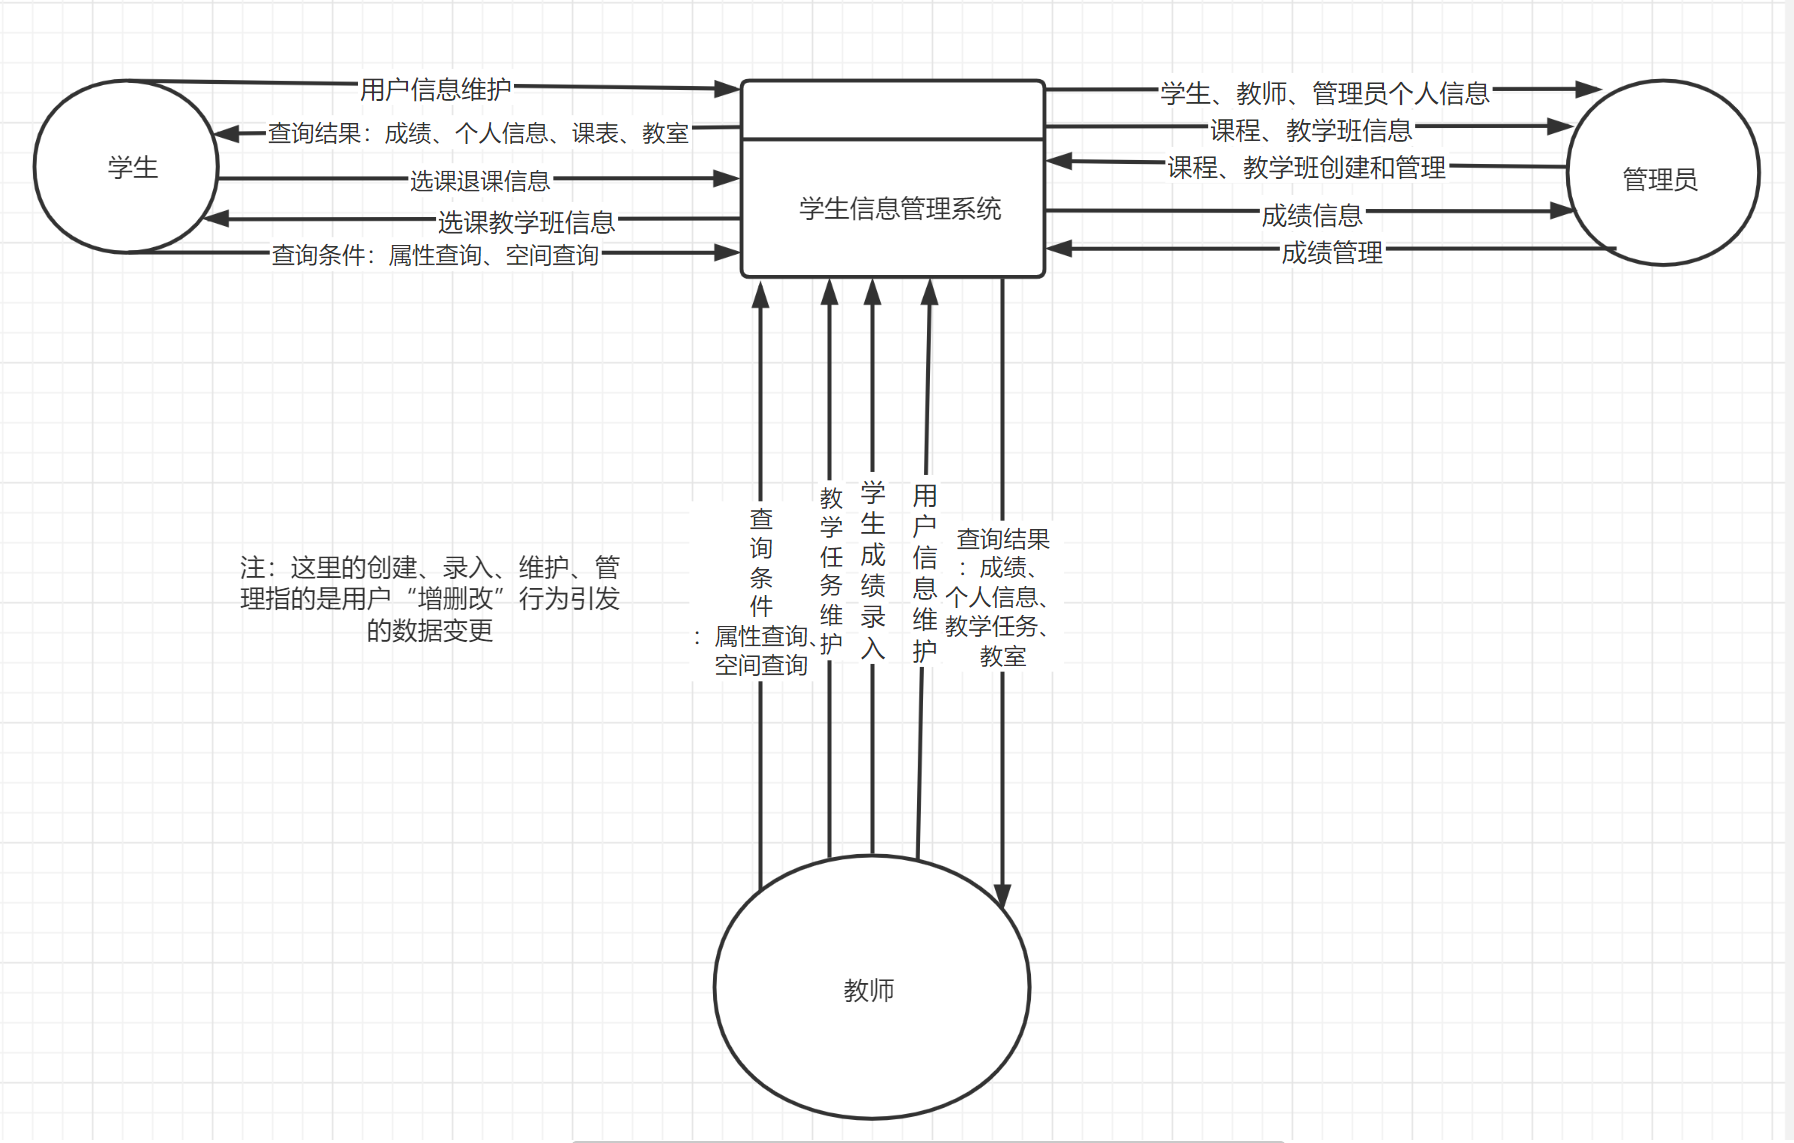 用户信息维护
查询结果：成绩、个人信息、课表、教室
学生
选课退课信息
选课教学班信息
查询条件：属性查询、空间查询
学生信息管理系统
学生、教师、管理员个人信息
课程、教学班信息
课程、教学班创建和管理
管理员
成绩信息
成绩管理
注：这里的创建、录入、维护、管
理指的是用户“增删改”行为引发
的数据变更
查
询
条
件
：属性查询、
空间查询
教
学
任
务
维
护
学
生
成
绩
录
入
用
户
信
息
维
护
查询结果
：成绩、
个人信息、
教学任务、
教室
教师